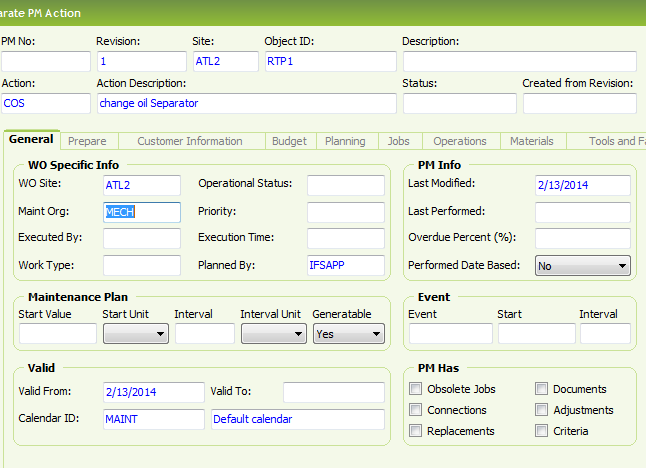 arate PM Action
PM No: Revision: Site: Object ID: Description:
1 ATL2 RTP1
Action: Action Description: Status: Created from Revision:
COS change oil Separator
General Prepare Customer Information Budget Planning Jobs Operations Materials Tools and Fa
WO Specific Info PM Info
WO Site: ATL2 Operational Status: Last Modified: 2/13/2014
Maint Org: MECH Priority: Last Performed:
Executed By: Execution Time: Overdue Percent (%):
Work Type: Planned By: IFSAPP Performed Date Based: No
Maintenance Plan Event
Start Value Start Unit Interval Interval Unit Generatable Event Start Interval
Yes
Valid PM Has
Valid From: 2/13/2014 Valid To: Obsolete Jobs Documents
Calendar ID: MAINT Default calendar Connections Adjustments
Replacements Criteria